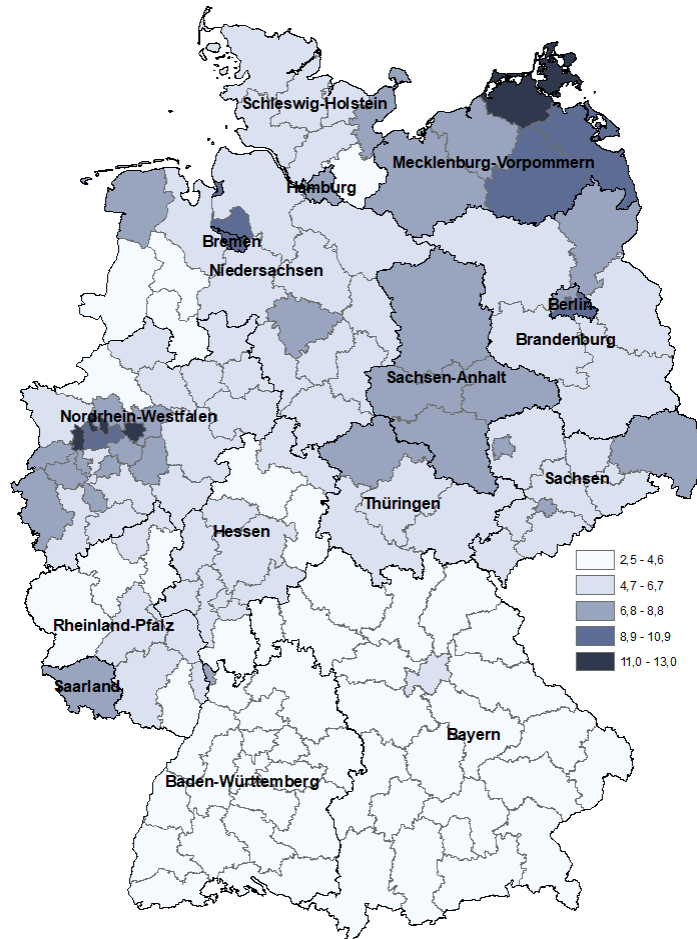 Schleswig-Holstein
Mecklenburg-Vorpommern
Hamburg
Bremen
Niedersachsen
Berlin
Brandenburg
Sachsen-Anhalt
Nordrhein-Westfalen
Sachsen
Thüringen
Hessen
2,5 - 4,6
4,7 - 6,7
6,8 - 8,8
8,9 - 10,9
11,0 - 13,0
Rheinland-Pfalz
Saarland
Bayern
Baden-Württemberg